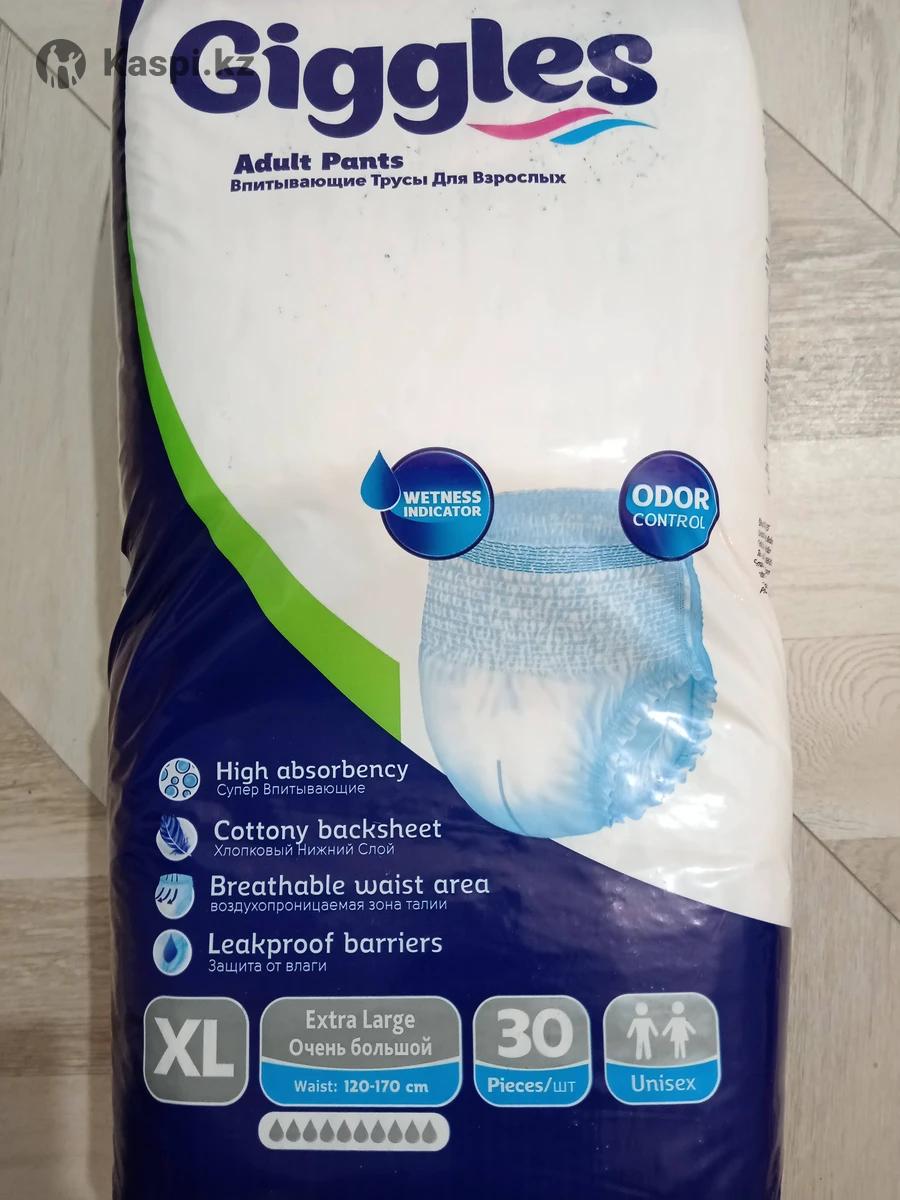 Kaspi.kz
Giggles
Adult Pants
Впитывающие Трусы Для Взрослых
WETNESS
INDICATOR
ODOR
CONTROL
High absorbency
Супер Впитывающие
Cottony backsheet
Хлопковый Нижний Слой
Breathable waist area
воздухопроницаемая зона талии
Leakproof barriers
Защита от влаги
XL
Extra Large
Очень большой
Waist: 120-170 cm
30
Pieces/шт
Unisex